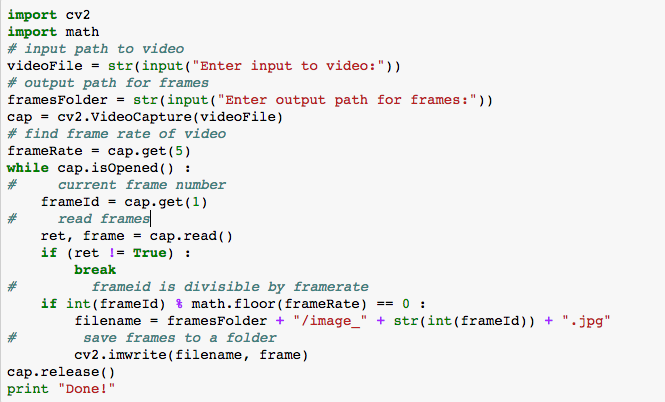 import cv2
import math
# input path to video
videoFile = str(input("Enter input to video:"))
# output path for frames
framesFolder = str(input("Enter output path for frames:"))
cap = cv2.VideoCapture(videoFile)
# find frame rate of video
frameRate = cap.get(5)
while cap.isOpened() :
#     current frame number
    frameId = cap.get(1)
#     read frames
    ret, frame = cap.read()
    if (ret != True) :
        break
#         frameid is divisible by framerate
    if int(frameId) % math.floor(frameRate) == 0 :
        filename = framesFolder + "/image_" + str(int(frameId)) + ".jpg"
#        save frames to a folder
        cv2.imwrite(filename, frame)
cap.release()
print "Done!"